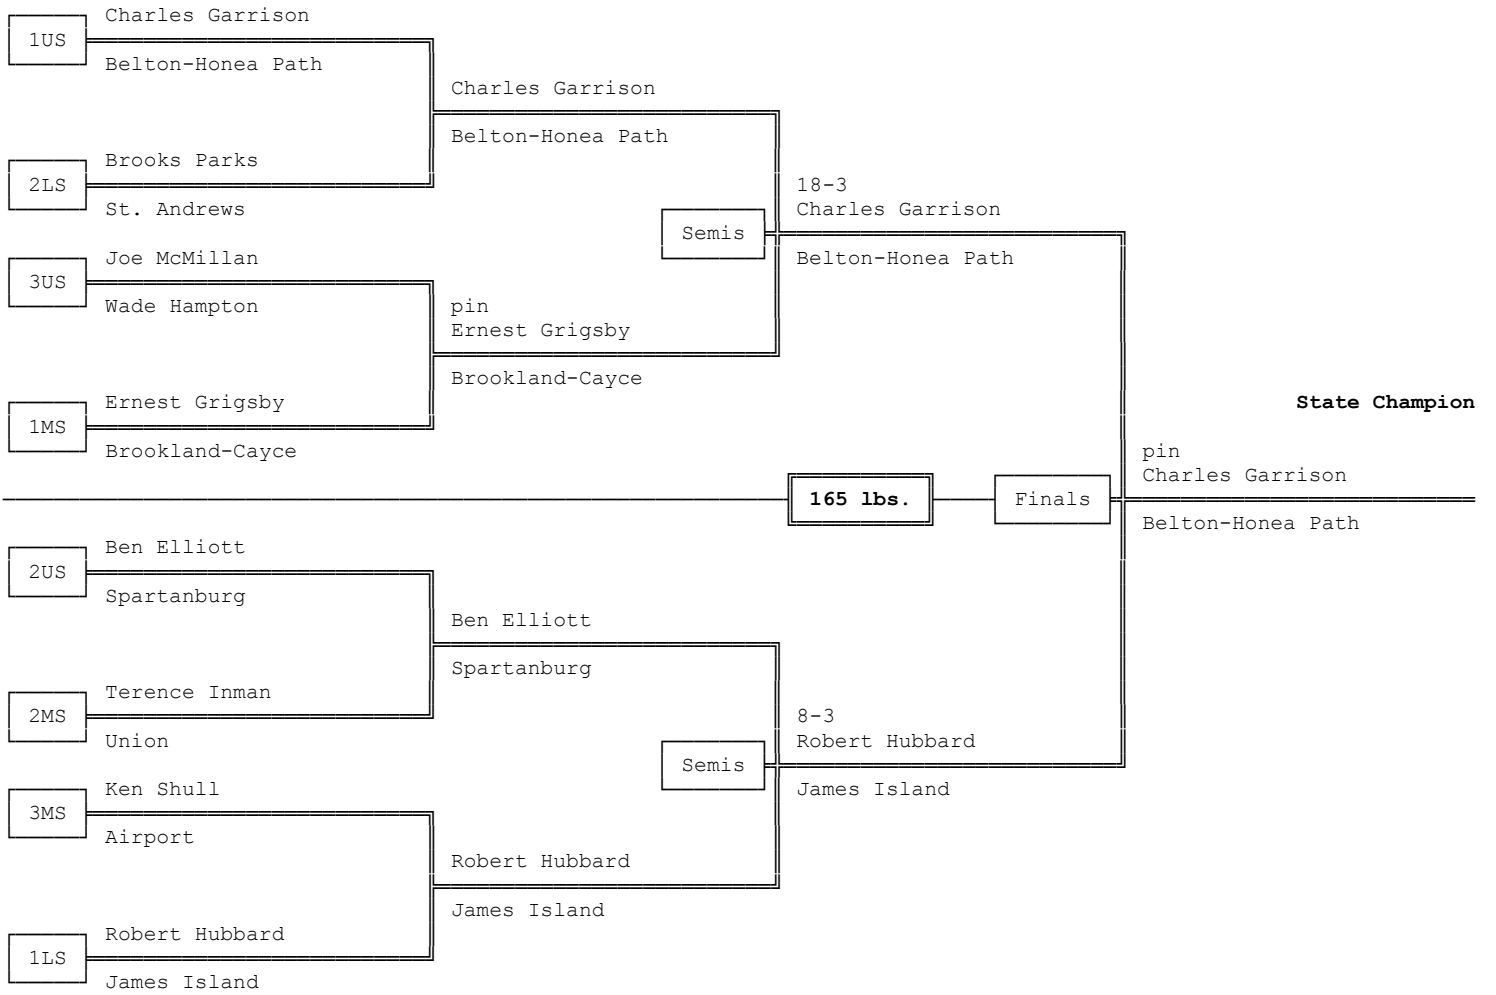 Charles Garrison
1US
Belton-Honea Path
Charles Garrison
Belton-Honea Path
Brooks Parks
2LS
18-3
St. Andrews
Charles Garrison
Semis
Joe McMillan
Belton-Honea Path
3US
Wade Hampton
pin
Ernest Grigsby
Brookland-Cayce
Ernest Grigsby
State Champion
1MS
Brookland-Cayce
pin
Charles Garrison
165 lbs.
Finals
Belton-Honea Path
Ben Elliott
2US
Spartanburg
Ben Elliott
Spartanburg
Terence Inman
2MS
8-3
Union
Robert Hubbard
Semis
Ken Shull
James Island
3MS
Airport
Robert Hubbard
James Island
Robert Hubbard
1LS
James Island